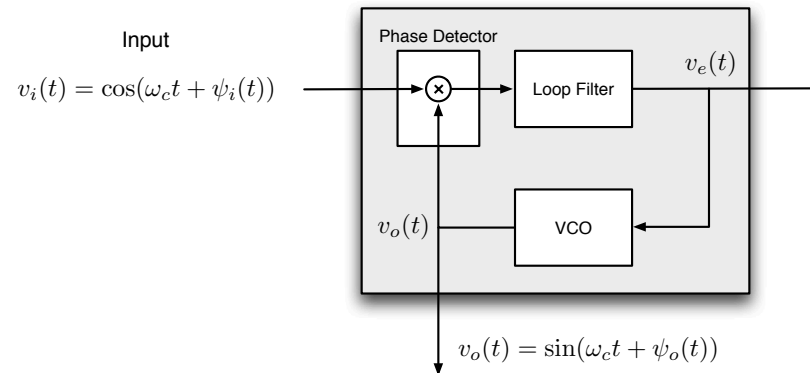 Input
Phase Detector
v_i(t) = cos(ω_c t + ψ_i(t))
×
Loop Filter
v_e(t)
v_o(t)
VCO
v_o(t) = sin(ω_c t + ψ_o(t))